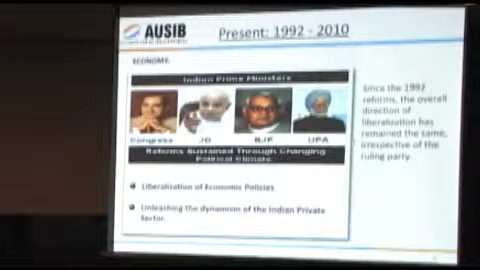 AUSIB
Present: 1992 - 2010
ECONOMY:
Indian Prime Ministers
Congress JD BJP UPA
Reforms Sustained Through Changing
Political Climate
Liberalization of Economic Policies
Unleashing the dynamism of the Indian Private
Sector
Since the 1992
reforms, the overall
direction of
liberalization has
remained the same,
irrespective of the
ruling party